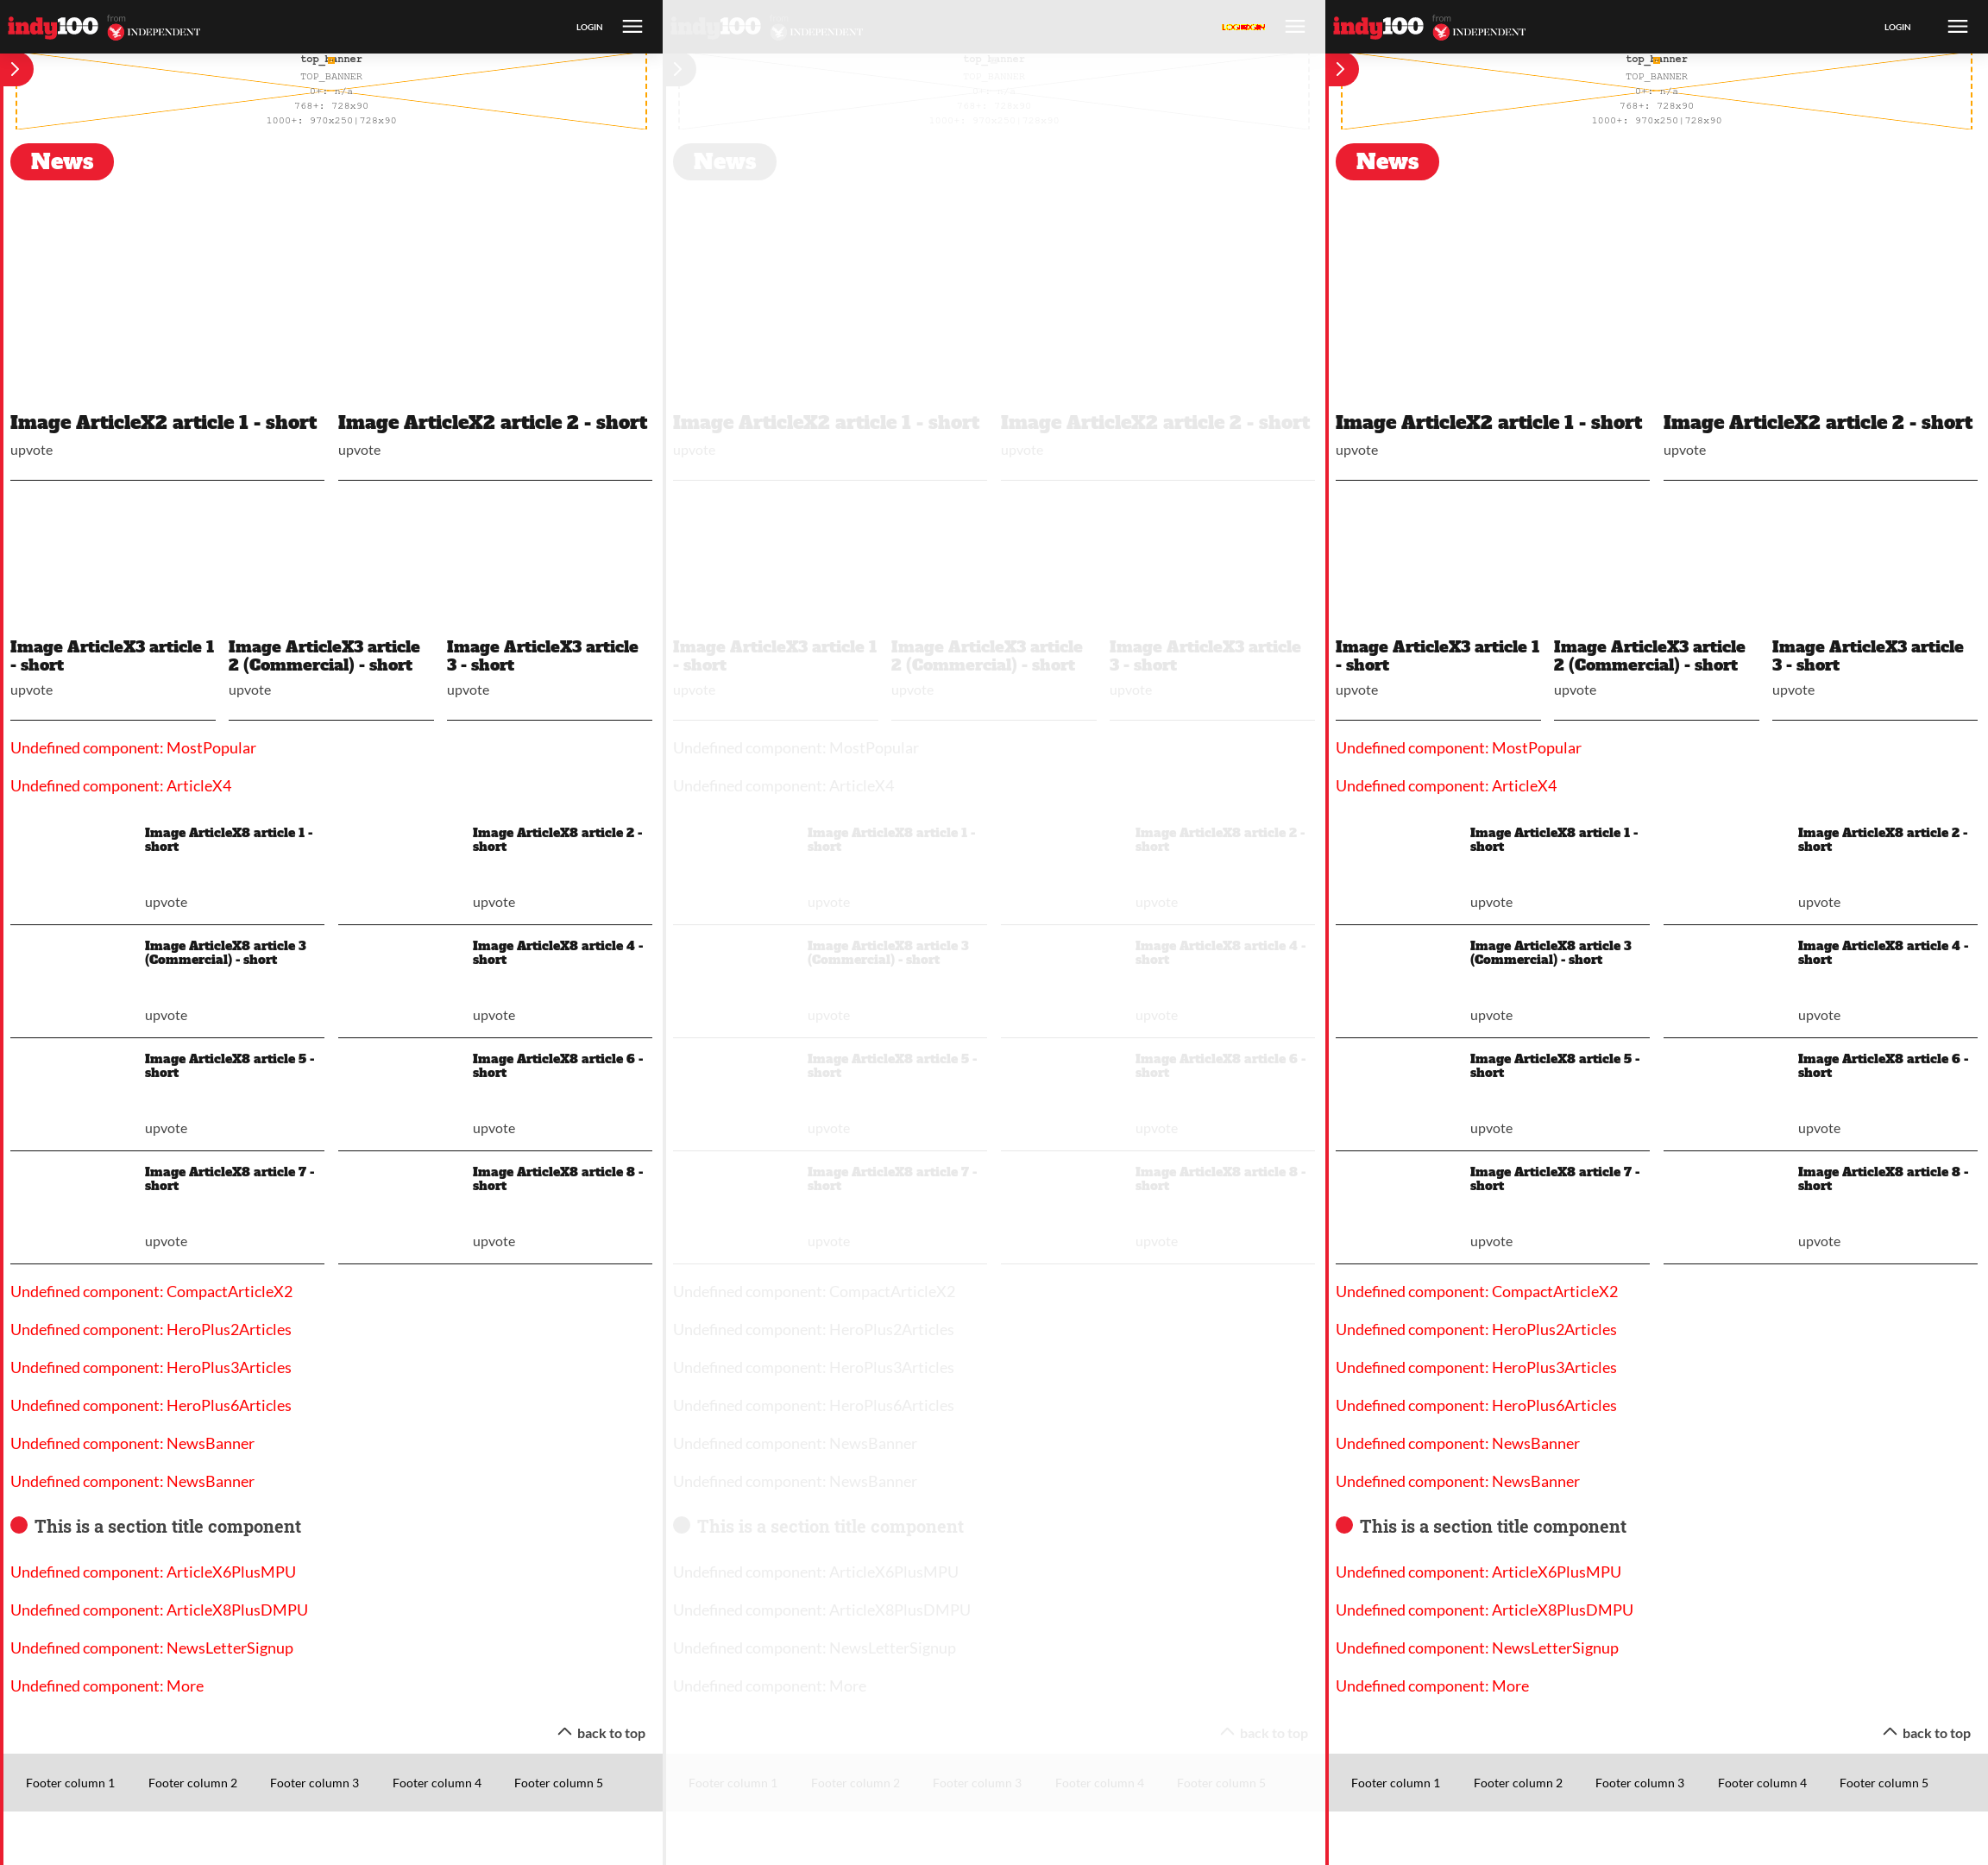 indy100 from INDEPENDENT LOGIN
top_banner
TOP_BANNER
0+: n/a
768+: 728x90
1000+: 970x250|728x90
News
Image ArticleX2 article 1 - short
upvote
Image ArticleX2 article 2 - short
upvote
Image ArticleX3 article 1
- short
upvote
Image ArticleX3 article
2 (Commercial) - short
upvote
Image ArticleX3 article
3 - short
upvote
Undefined component: MostPopular
Undefined component: ArticleX4
Image ArticleX8 article 1 -
short
upvote
Image ArticleX8 article 2 -
short
upvote
Image ArticleX8 article 3
(Commercial) - short
upvote
Image ArticleX8 article 4 -
short
upvote
Image ArticleX8 article 5 -
short
upvote
Image ArticleX8 article 6 -
short
upvote
Image ArticleX8 article 7 -
short
upvote
Image ArticleX8 article 8 -
short
upvote
Undefined component: CompactArticleX2
Undefined component: HeroPlus2Articles
Undefined component: HeroPlus3Articles
Undefined component: HeroPlus6Articles
Undefined component: NewsBanner
Undefined component: NewsBanner
This is a section title component
Undefined component: ArticleX6PlusMPU
Undefined component: ArticleX8PlusDMPU
Undefined component: NewsLetterSignup
Undefined component: More
back to top
Footer column 1 Footer column 2 Footer column 3 Footer column 4 Footer column 5
indy100 INDEPENDENT
top_banner
TOP_BANNER
0+: n/a
768+: 728x90
1000+: 970x250|728x90
News
Image ArticleX2 article 1 - short
upvote
Image ArticleX2 article 2 - short
upvote
Image ArticleX3 article 1
- short
upvote
Image ArticleX3 article
2 (Commercial) - short
upvote
Image ArticleX3 article
3 - short
upvote
Undefined component: MostPopular
Undefined component: ArticleX4
Image ArticleX8 article 1 -
short
upvote
Image ArticleX8 article 2 -
short
upvote
Image ArticleX8 article 3
(Commercial) - short
upvote
Image ArticleX8 article 4 -
short
upvote
Image ArticleX8 article 5 -
short
upvote
Image ArticleX8 article 6 -
short
upvote
Image ArticleX8 article 7 -
short
upvote
Image ArticleX8 article 8 -
short
upvote
Undefined component: CompactArticleX2
Undefined component: HeroPlus2Articles
Undefined component: HeroPlus3Articles
Undefined component: HeroPlus6Articles
Undefined component: NewsBanner
Undefined component: NewsBanner
This is a section title component
Undefined component: ArticleX6PlusMPU
Undefined component: ArticleX8PlusDMPU
Undefined component: NewsLetterSignup
Undefined component: More
back to top
Footer column 1 Footer column 2 Footer column 3 Footer column 4 Footer column 5
indy100 from INDEPENDENT LOGIN
top_banner
TOP_BANNER
0+: n/a
768+: 728x90
1000+: 970x250|728x90
News
Image ArticleX2 article 1 - short
upvote
Image ArticleX2 article 2 - short
upvote
Image ArticleX3 article 1
- short
upvote
Image ArticleX3 article
2 (Commercial) - short
upvote
Image ArticleX3 article
3 - short
upvote
Undefined component: MostPopular
Undefined component: ArticleX4
Image ArticleX8 article 1 -
short
upvote
Image ArticleX8 article 2 -
short
upvote
Image ArticleX8 article 3
(Commercial) - short
upvote
Image ArticleX8 article 4 -
short
upvote
Image ArticleX8 article 5 -
short
upvote
Image ArticleX8 article 6 -
short
upvote
Image ArticleX8 article 7 -
short
upvote
Image ArticleX8 article 8 -
short
upvote
Undefined component: CompactArticleX2
Undefined component: HeroPlus2Articles
Undefined component: HeroPlus3Articles
Undefined component: HeroPlus6Articles
Undefined component: NewsBanner
Undefined component: NewsBanner
This is a section title component
Undefined component: ArticleX6PlusMPU
Undefined component: ArticleX8PlusDMPU
Undefined component: NewsLetterSignup
Undefined component: More
back to top
Footer column 1 Footer column 2 Footer column 3 Footer column 4 Footer column 5